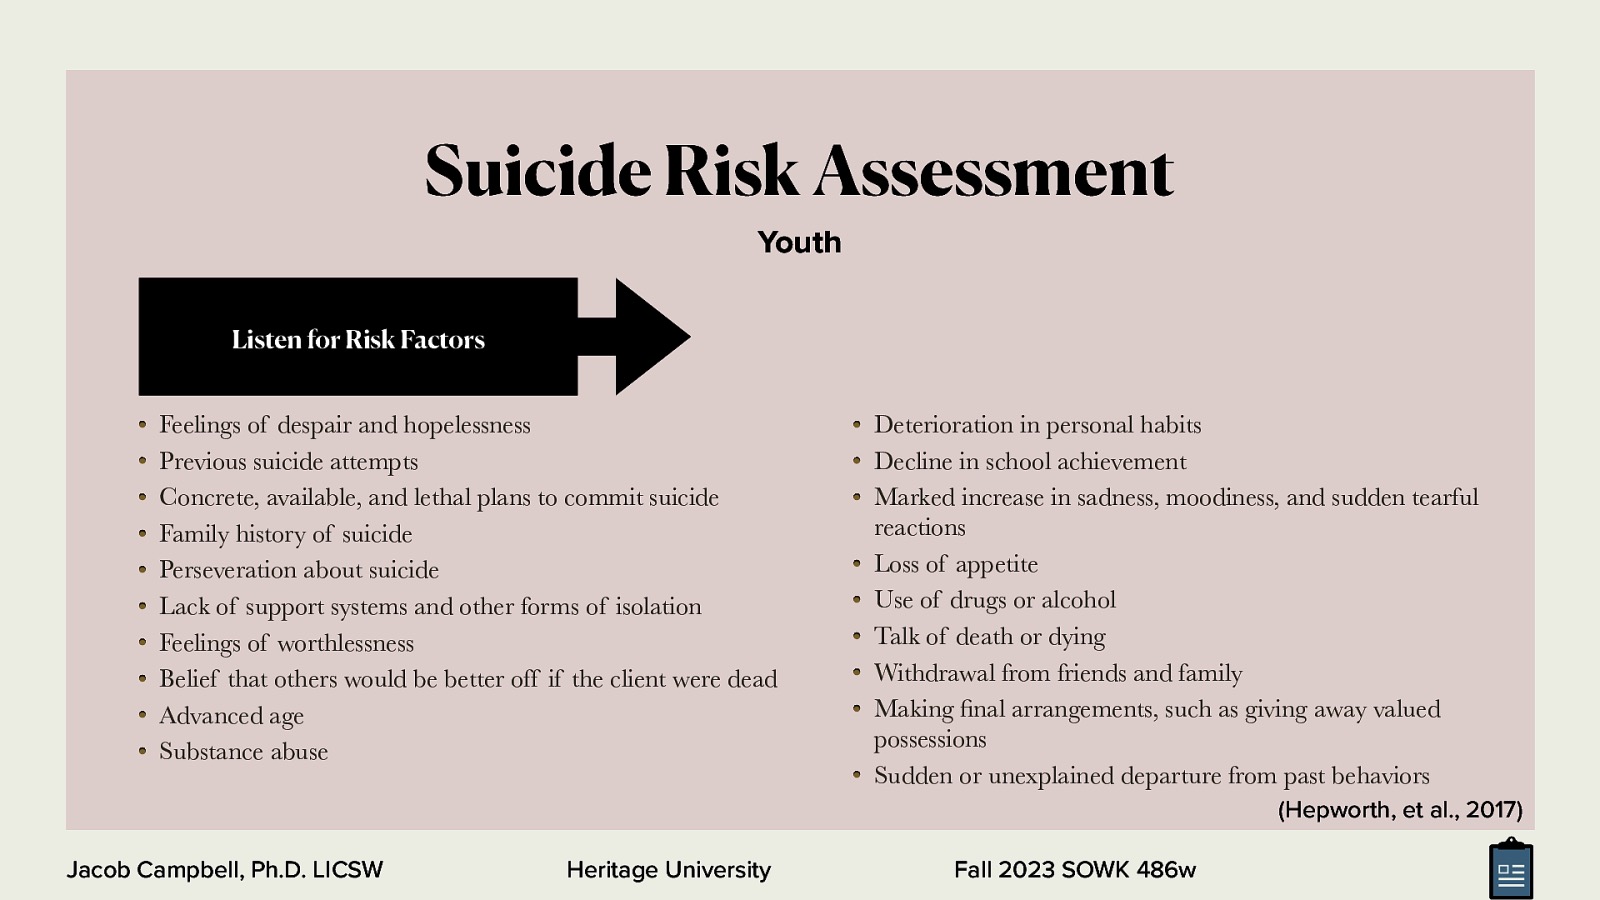 Suicide Risk Assessment
Youth
Listen for Risk Factors
• Feelings of despair and hopelessness
• Previous suicide attempts
• Concrete, available, and lethal plans to commit suicide
• Family history of suicide
• Perseveration about suicide
• Lack of support systems and other forms of isolation
• Feelings of worthlessness
• Belief that others would be better off if the client were dead
• Advanced age
• Substance abuse
• Deterioration in personal habits
• Decline in school achievement
• Marked increase in sadness, moodiness, and sudden tearful
reactions
• Loss of appetite
• Use of drugs or alcohol
• Talk of death or dying
• Withdrawal from friends and family
• Making final arrangements, such as giving away valued
possessions
• Sudden or unexplained departure from past behaviors
(Hepworth, et al., 2017)
Jacob Campbell, Ph.D. LICSW
Heritage University
Fall 2023 SOWK 486w